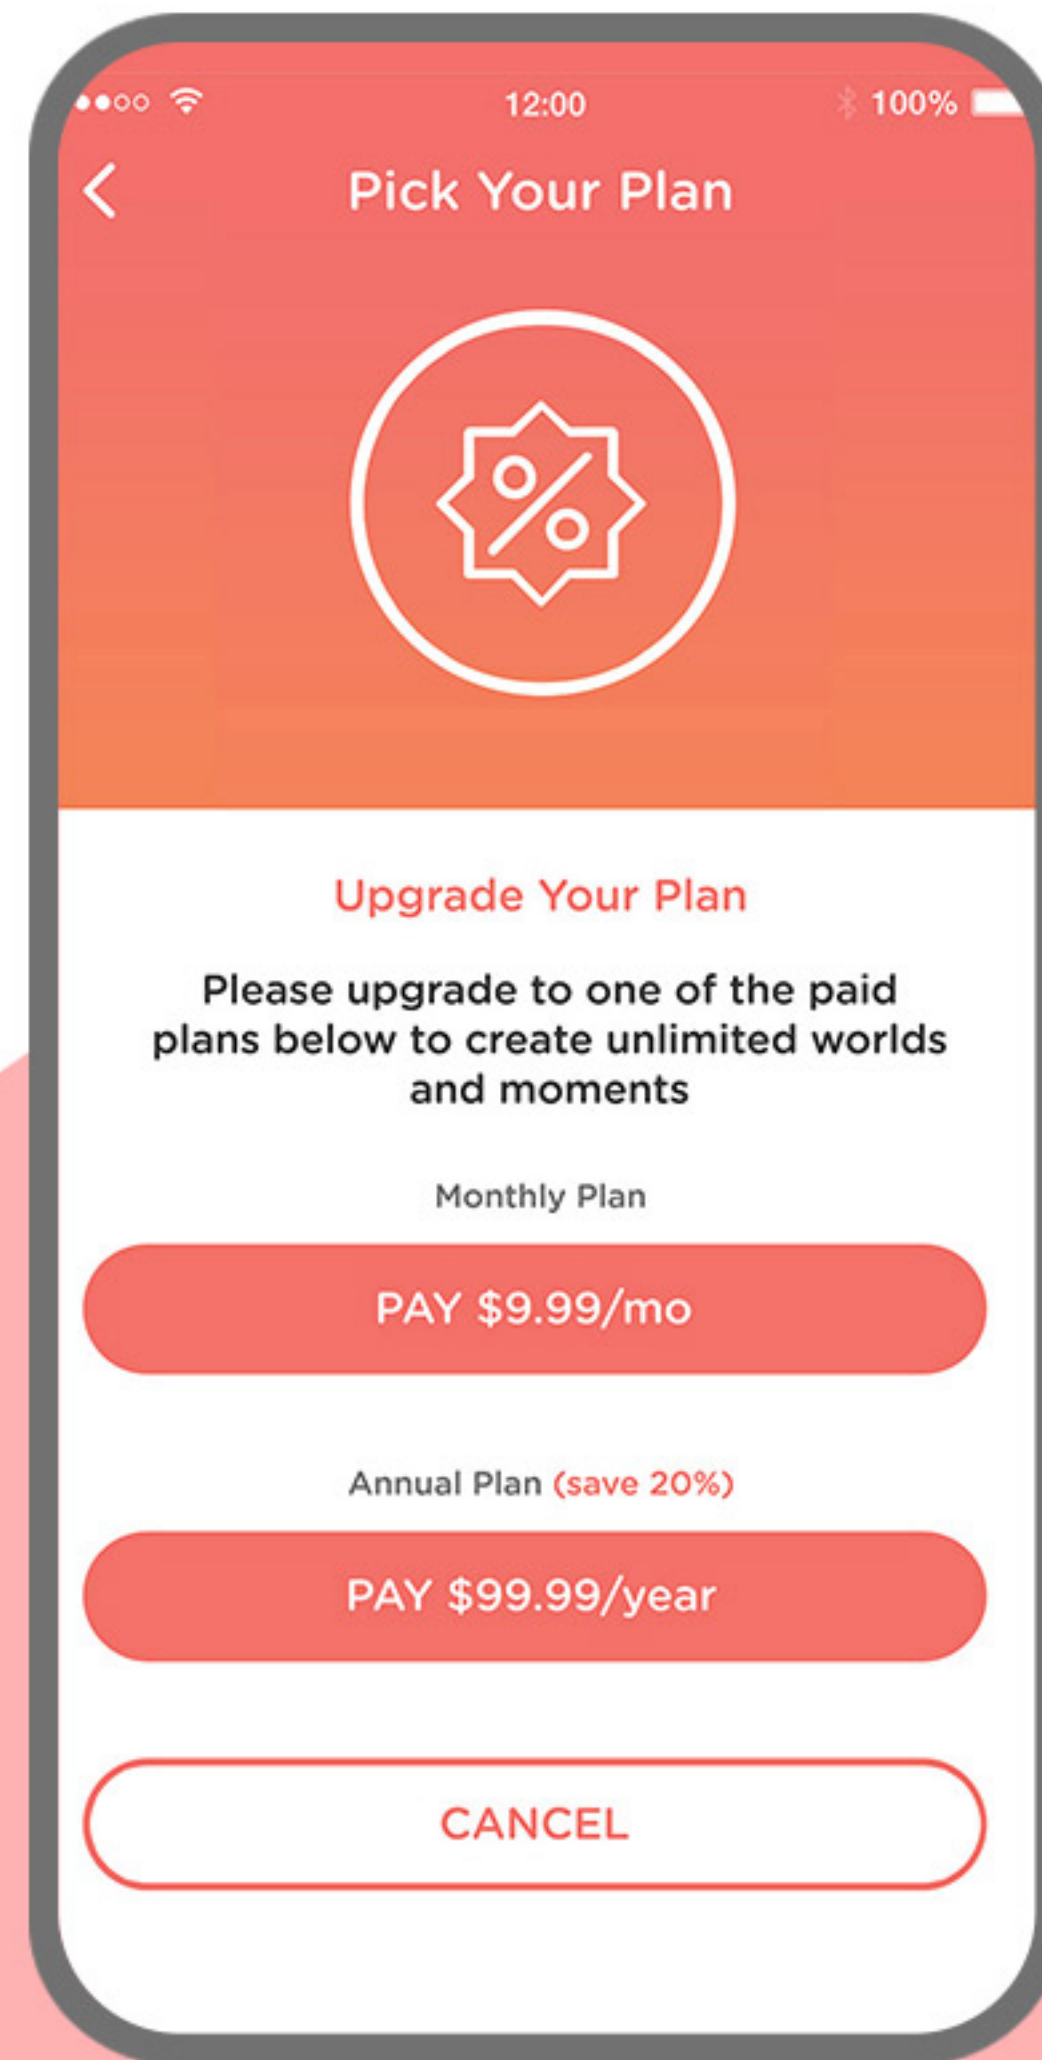 12:00
100%
Pick Your Plan
%
Upgrade Your Plan
Please upgrade to one of the paid
plans below to create unlimited worlds
and moments
Monthly Plan
PAY $9.99/mo
Annual Plan (save 20%)
PAY $99.99/year
CANCEL